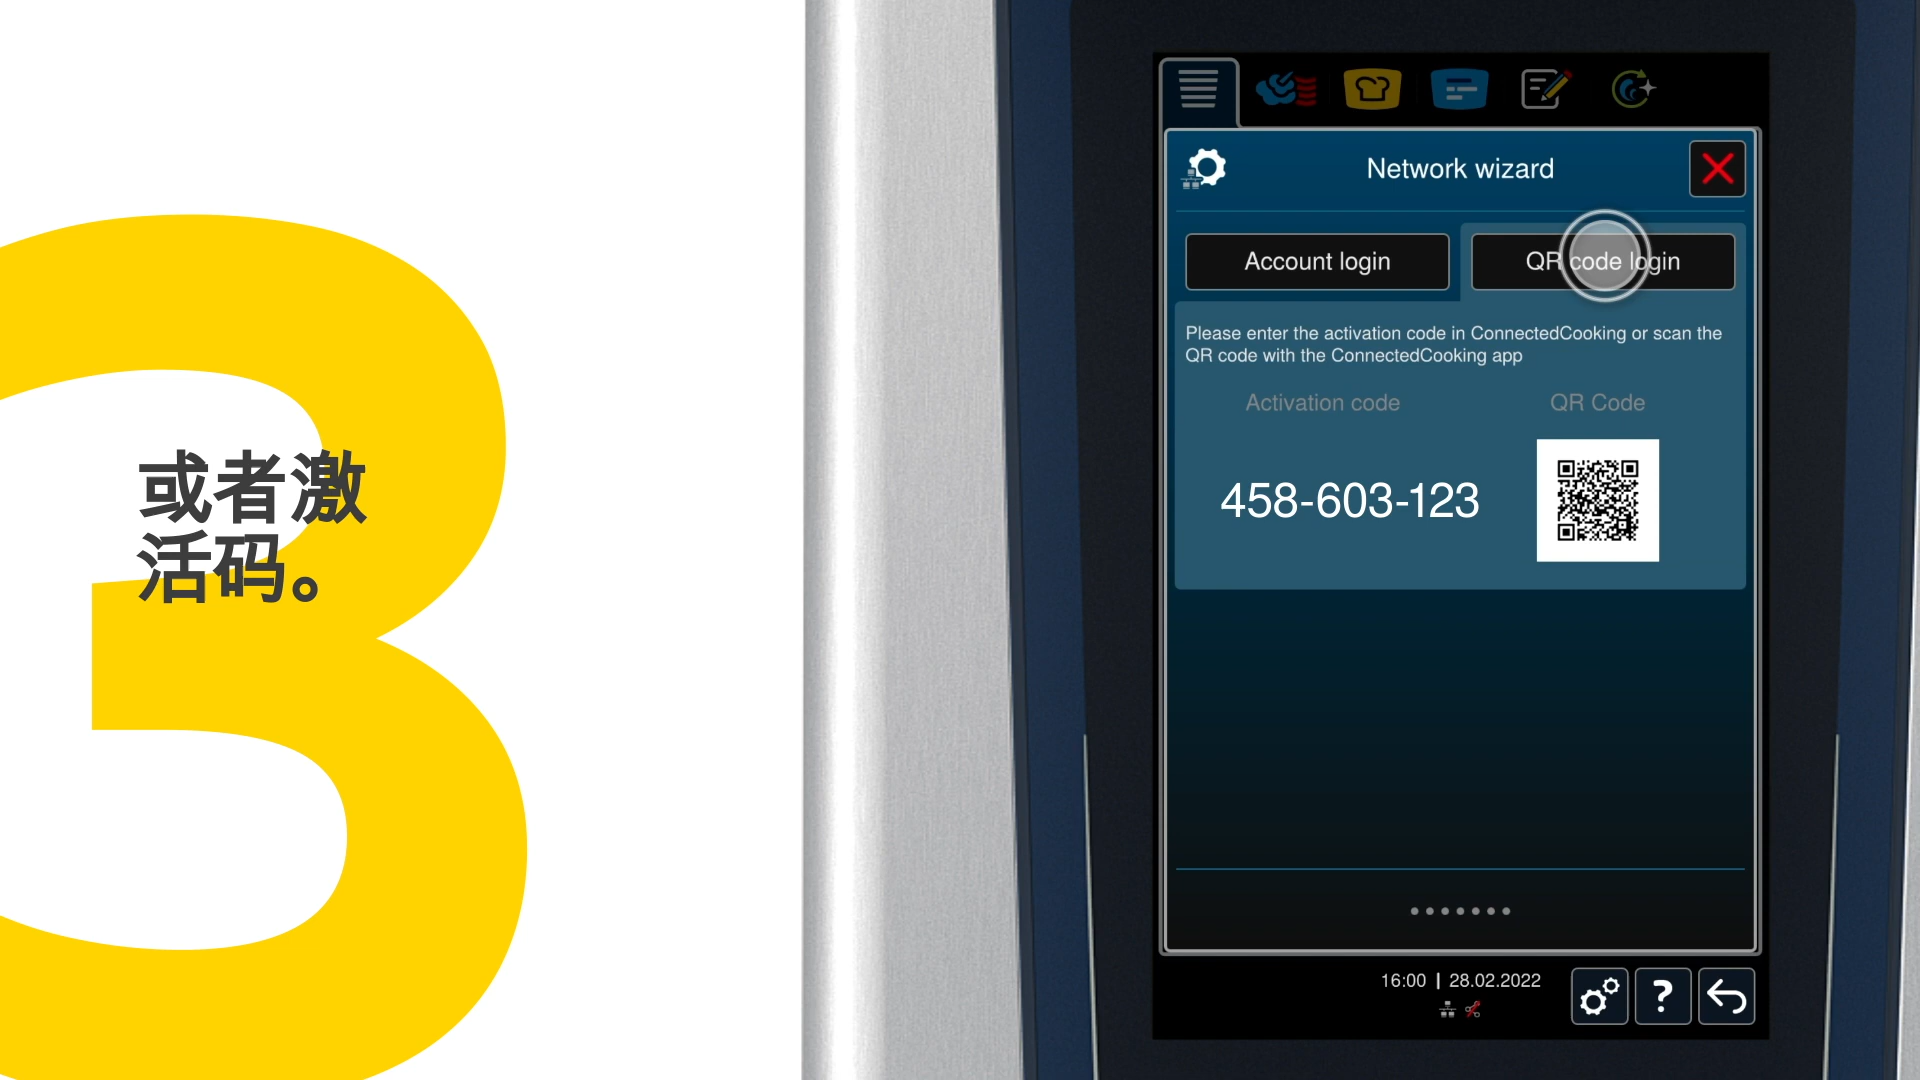 3
或者激
活码。
Network wizard
Account login
QR code login
Please enter the activation code in ConnectedCooking or scan the
QR code with the ConnectedCooking app
Activation code
QR Code
458-603-123
16:00 | 28.02.2022
?